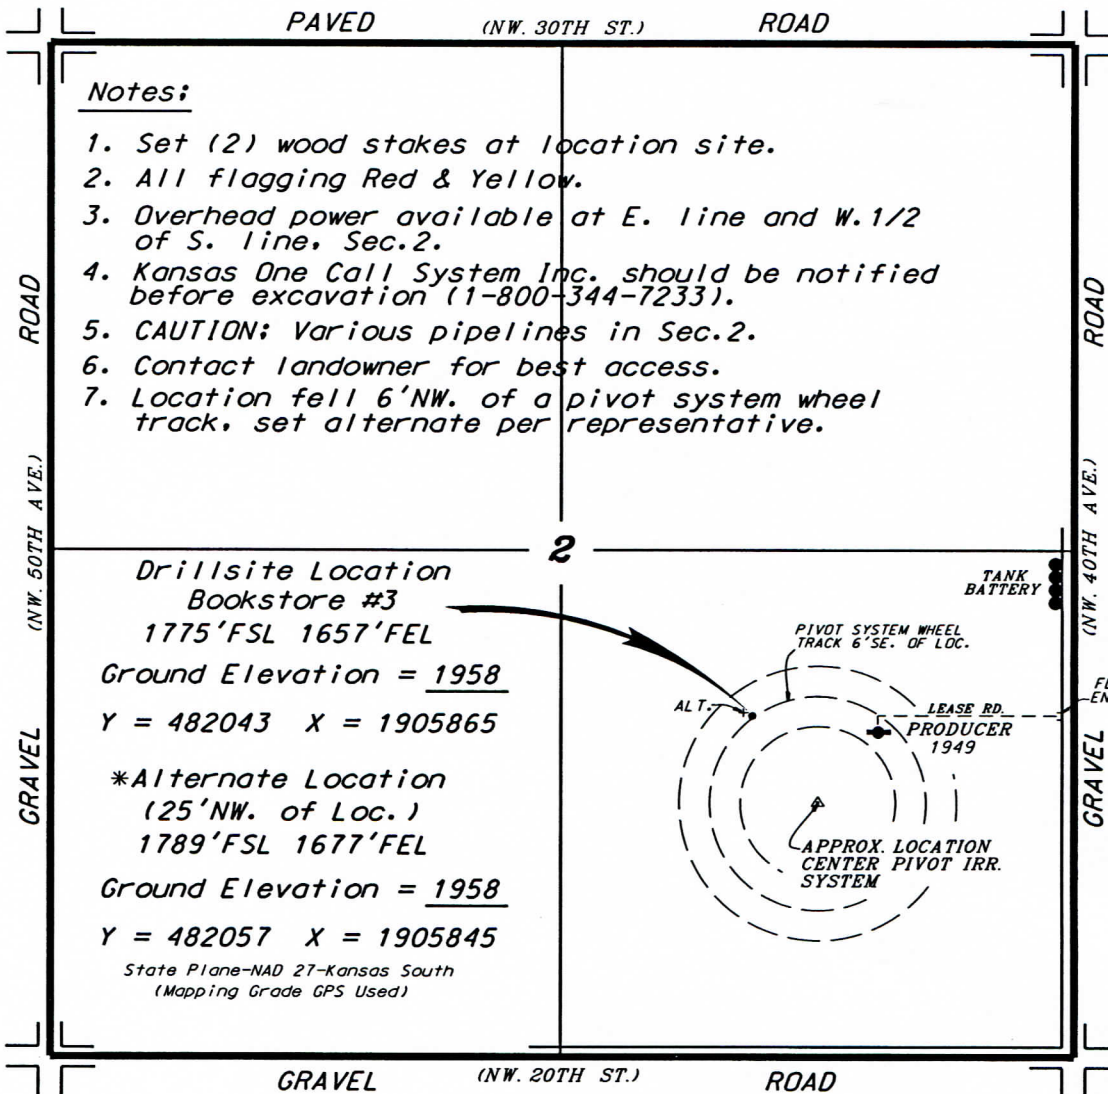 PAVED (NW. 30TH ST.) ROAD
Notes:
1. Set (2) wood stakes at location site.
2. All flagging Red & Yellow.
3. Overhead power available at E. line and W.1/2
of S. line, Sec.2.
4. Kansas One Call System Inc. should be notified
before excavation (1-800-344-7233).
5. CAUTION: Various pipelines in Sec.2.
6. Contact landowner for best access.
7. Location fell 6'NW. of a pivot system wheel
track, set alternate per representative.
ROAD
(NW. 50TH AVE.)
GRAVEL
ROAD
(NW. 40TH AVE.)
GRAVEL
2
Drillsite Location
Bookstore #3
1775'FSL 1657'FEL
Ground Elevation = 1958
Y = 482043 X = 1905865
*Alternate Location
(25'NW. of Loc.)
1789'FSL 1677'FEL
Ground Elevation = 1958
Y = 482057 X = 1905845
State Plane-NAD 27-Kansas South
(Mapping Grade GPS Used)
TANK
BATTERY
PIVOT SYSTEM WHEEL
TRACK 6'SE. OF LOC.
ALT.
LEASE RD.
PRODUCER
1949
APPROX. LOCATION
CENTER PIVOT IRR.
SYSTEM
GRAVEL (NW. 20TH ST.) ROAD